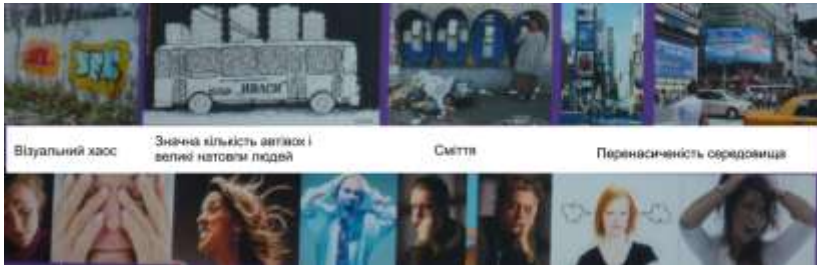 Візуальний хаос
Значна кількість автівок і
великі натовпи людей
Сміття
Перенасиченість середовища